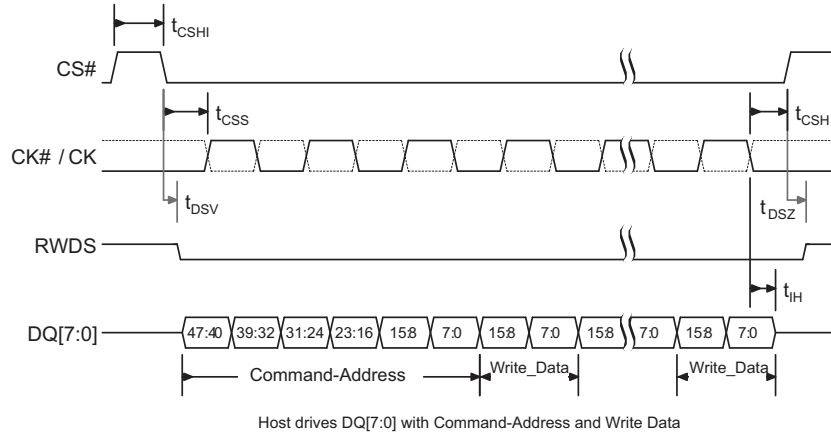 tCSHI
CS#
tCSS
tCSH
CK# / CK
tDSV
tDSZ
RWDS
tIH
DQ[7:0]
47:40 39:32 31:24 23:16 15:8 7:0 15:8 7:0 15:8 7:0 15:8 7:0
Command-Address Write_Data Write_Data
Host drives DQ[7:0] with Command-Address and Write Data